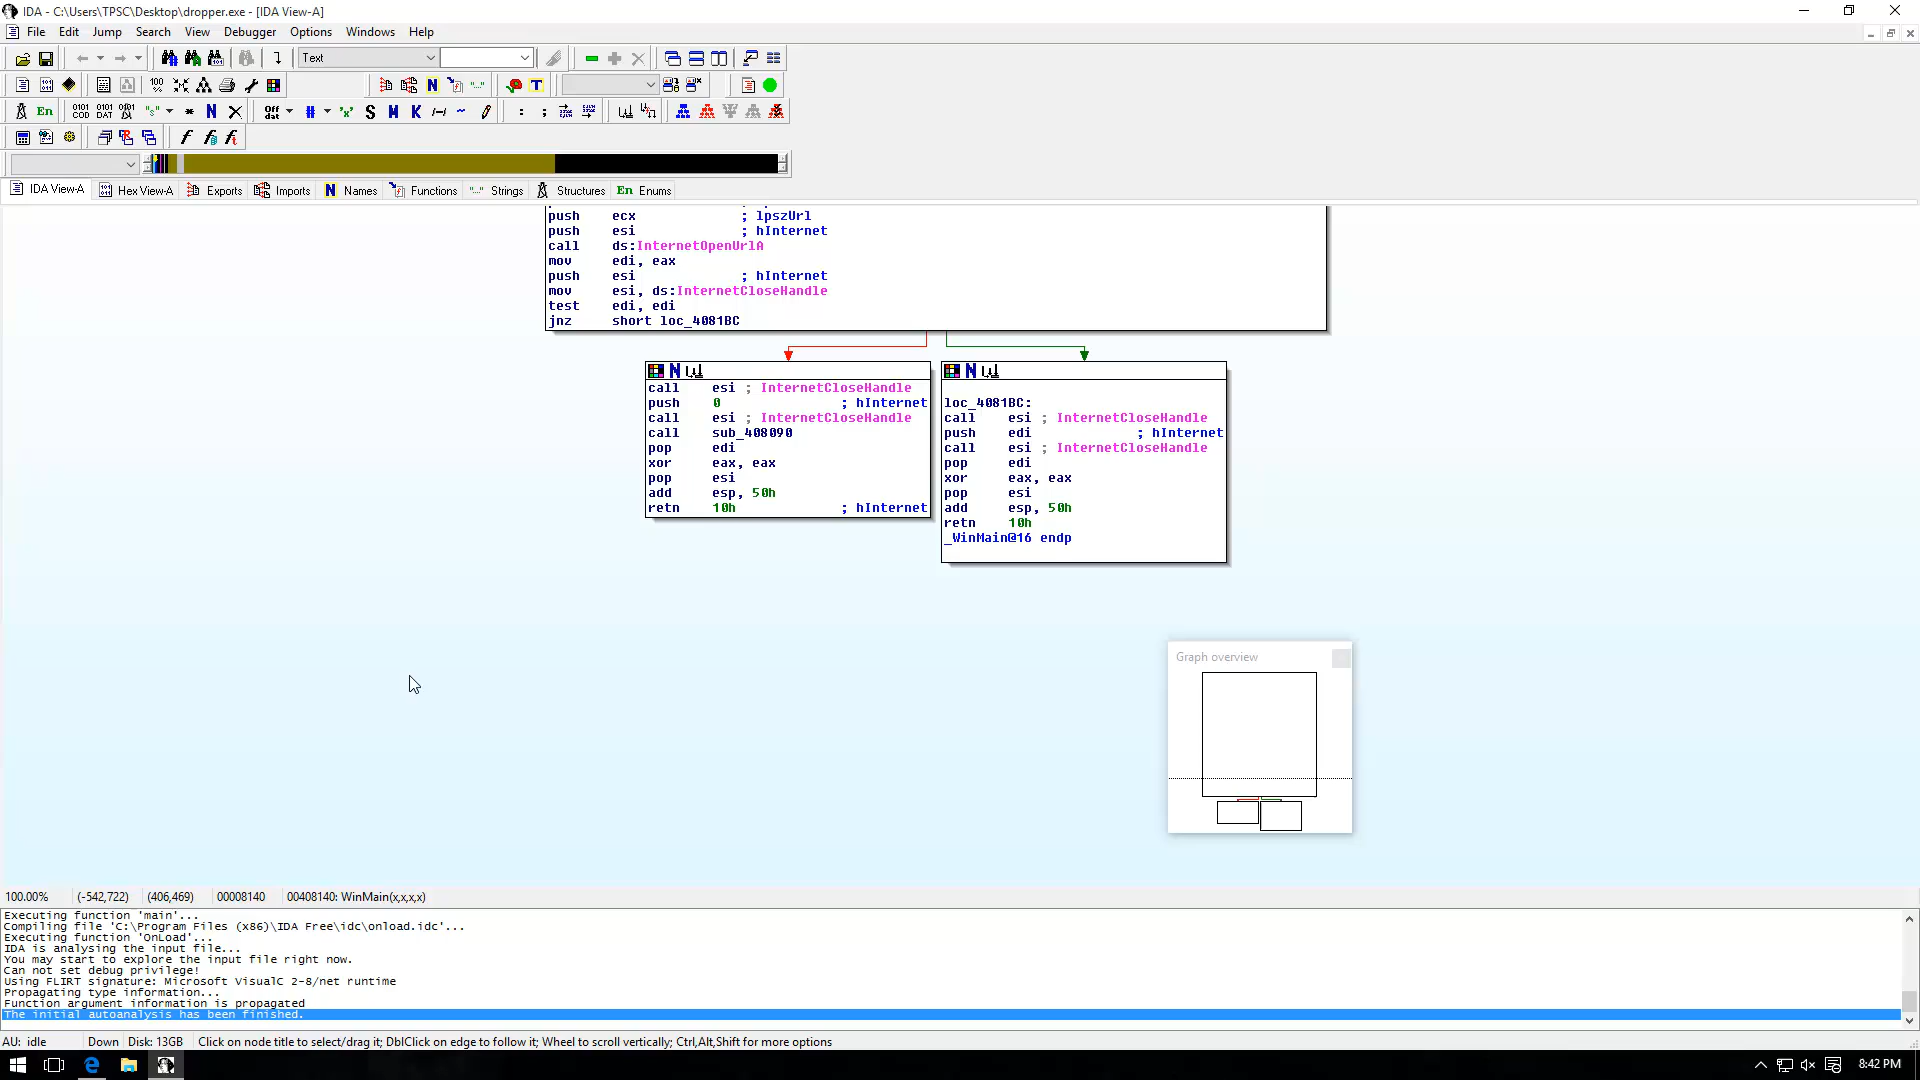 IDA - C:\Users\TPSC\Desktop\dropper.exe - [IDA View-A]
File Edit Jump Search View Debugger Options Windows Help
Text
IDA View-A Hex View-A Exports Imports N Names Functions Strings Structures En Enums
push ecx ; lpszUrl
push esi ; hInternet
call ds:InternetOpenUrlA
mov edi, eax
push esi ; hInternet
mov esi, ds:InternetCloseHandle
test edi, edi
jnz short loc_4081BC
call esi ; InternetCloseHandle
push 0 ; hInternet
call esi ; InternetCloseHandle
call sub_408090
pop edi
xor eax, eax
pop esi
add esp, 50h
retn 10h ; hInternet
loc_4081BC:
call esi ; InternetCloseHandle
push edi ; hInternet
call esi ; InternetCloseHandle
pop edi
xor eax, eax
pop esi
add esp, 50h
retn 10h
_WinMain@16 endp
Graph overview
100.00% (-542,722) (406,469) 00008140 00408140: WinMain(x,x,x,x)
Executing function 'main'...
Compiling file 'C:\Program Files (x86)\IDA Free\idc\onload.idc'...
Executing function 'OnLoad'...
IDA is analysing the input file...
You may start to explore the input file right now.
Can not set debug privilege!
Using FLIRT signature: Microsoft VisualC 2-8/net runtime
Propagating type information...
Function argument information is propagated
The initial autoanalysis has been finished.
AU: idle Down Disk: 13GB Click on node title to select/drag it; DblClick on edge to follow it; Wheel to scroll vertically; Ctrl,Alt,Shift for more options
8:42 PM